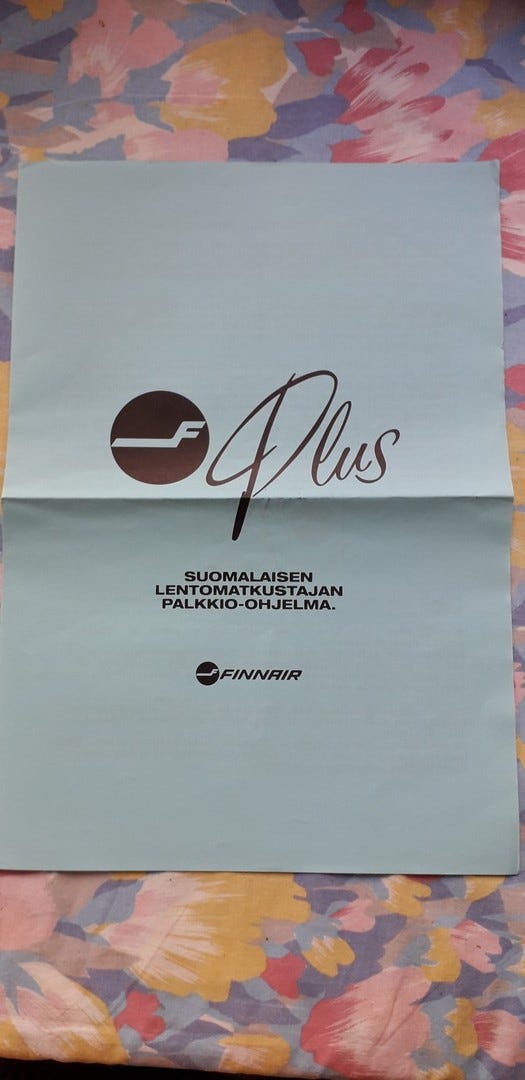 F Plus
SUOMALAISEN
LENTOMATKUSTAJAN
PALKKIO-OHJELMA.
FINNAIR